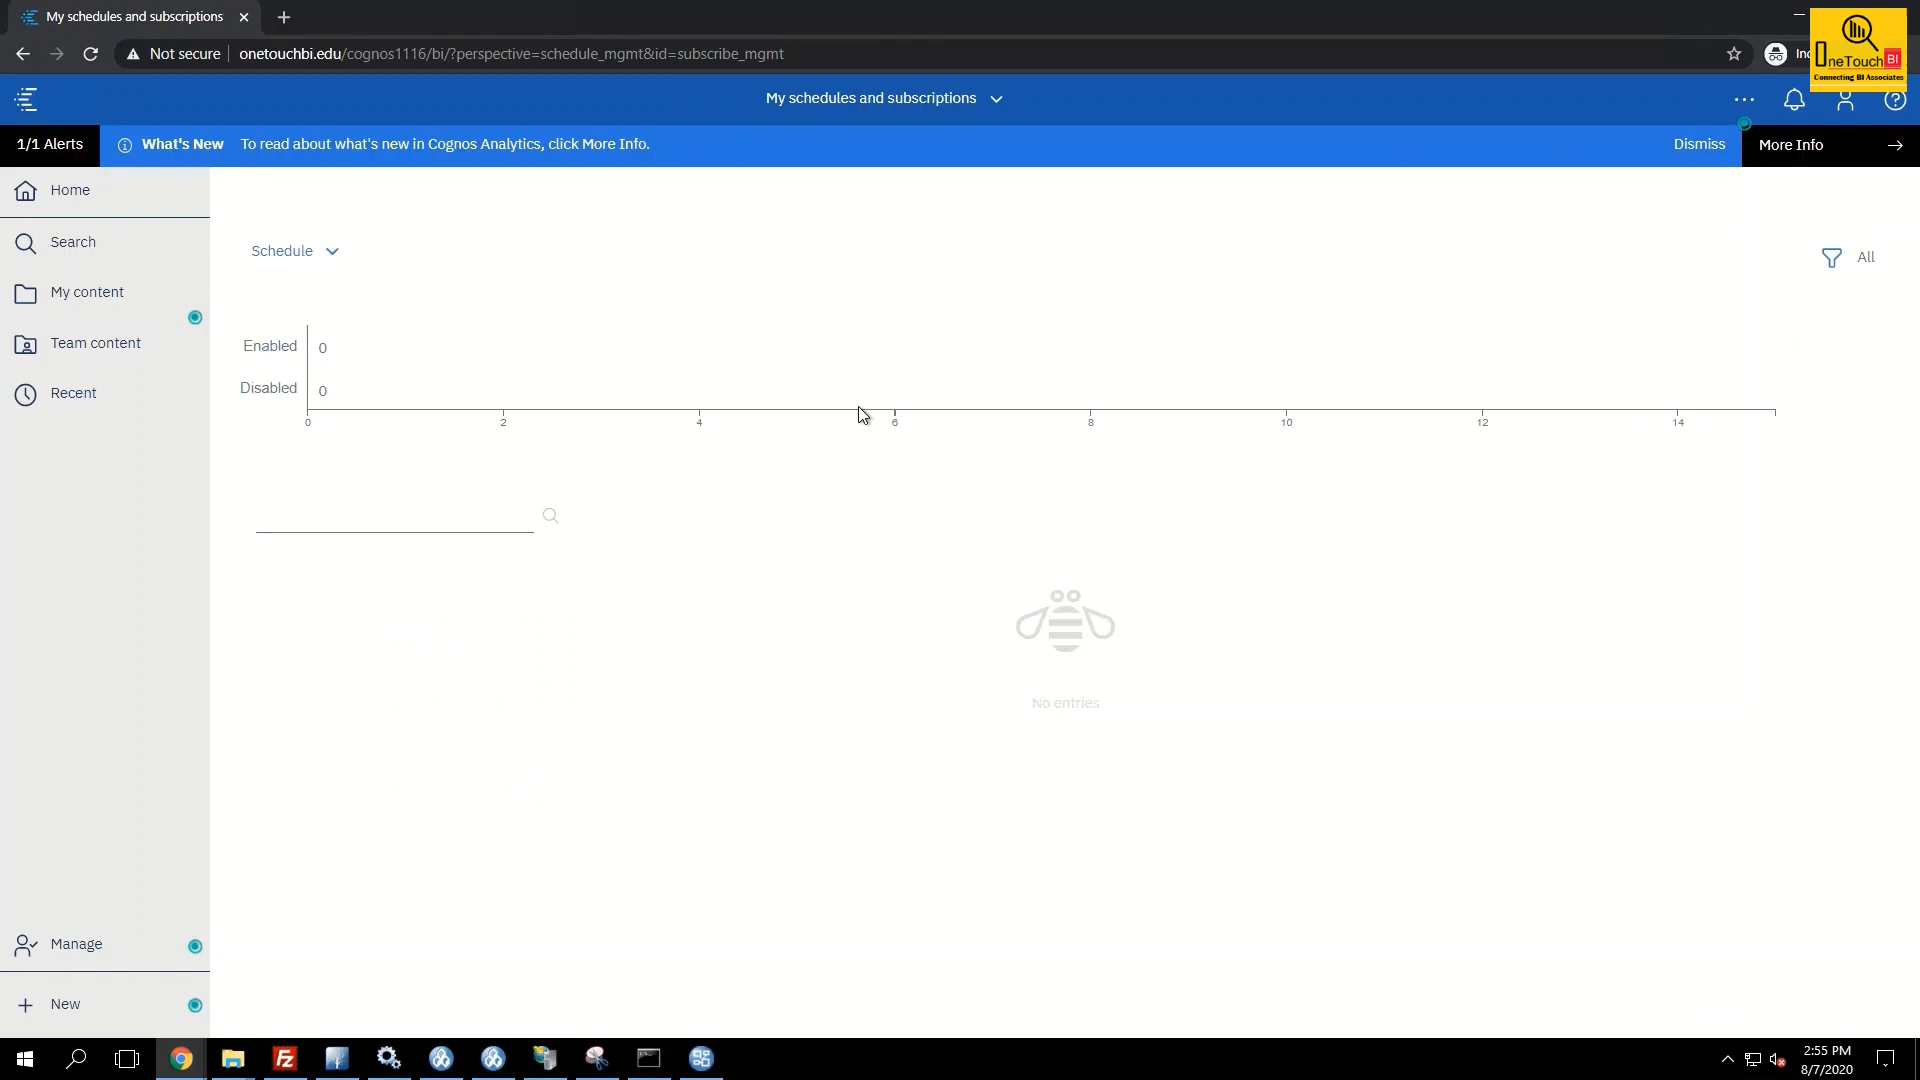 My schedules and subscriptions
Not secure
onetouchbi.edu/cognos1116/bi/?perspective=schedule_mgmt&id=subscribe_mgmt
OneTouch BI
Connecting BI Associates
My schedules and subscriptions
1/1 Alerts
What's New To read about what's new in Cognos Analytics, click More Info.
Dismiss
More Info
Home
Search
My content
Team content
Recent
Manage
New
Schedule
All
Enabled 0
Disabled 0
0 2 4 6 8 10 12 14
No entries
Fz
2:55 PM
8/7/2020